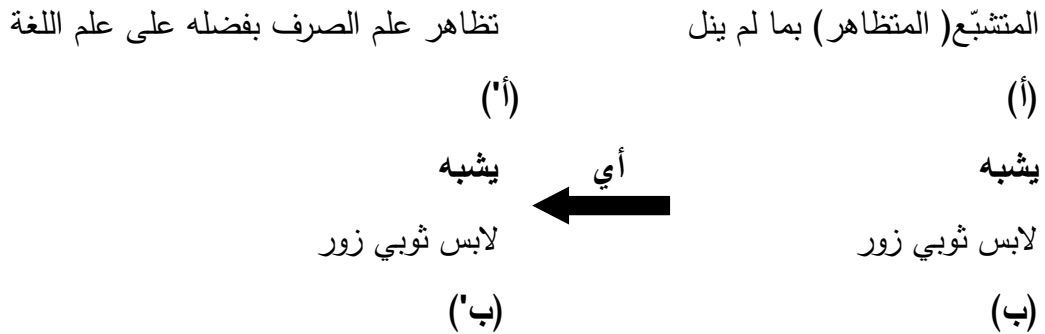 المتشبّع( المتظاهر) بما لم ينل
(أ)
يشبه
لابس ثوبي زور
(ب)
أي
تظاهر علم الصرف بفضله على علم اللغة
(أ')
يشبه
لابس ثوبي زور
(ب')